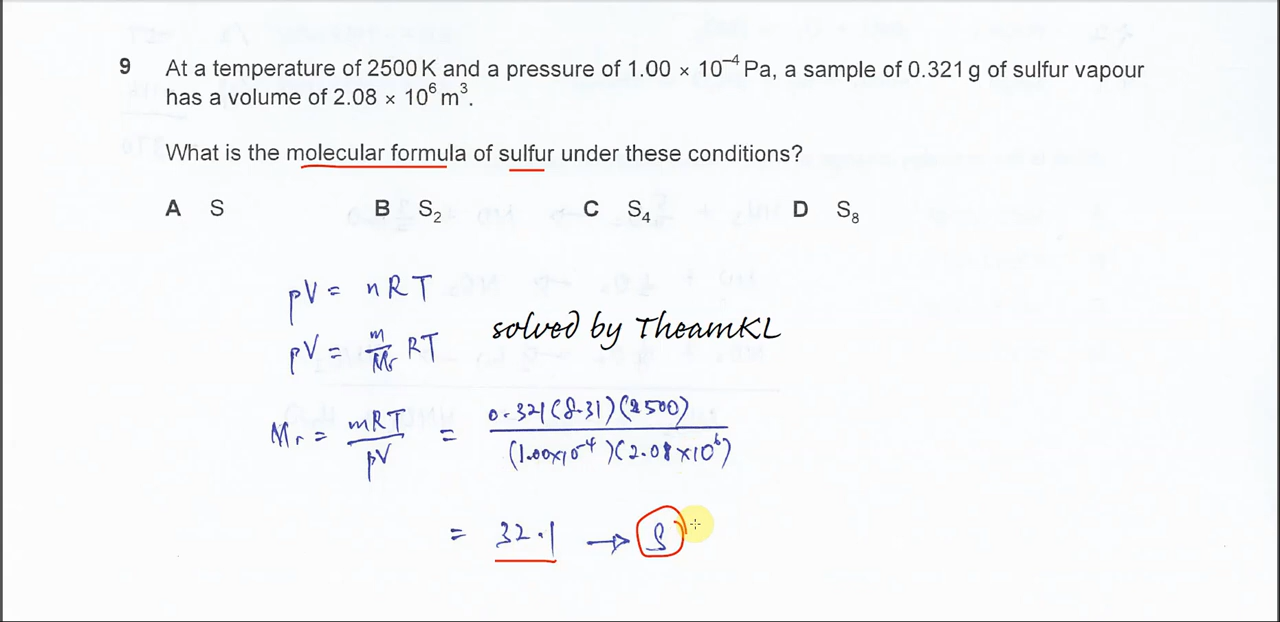 9 At a temperature of 2500 K and a pressure of 1.00 × 10⁻⁴ Pa, a sample of 0.321 g of sulfur vapour
has a volume of 2.08 × 10⁶ m³.
What is the molecular formula of sulfur under these conditions?
A S B S₂ C S₄ D S₈
pV = nRT
solved by TheamKL
pV = m/Mr RT
Mr = mRT/pV = 0.321(8.31)(2500)/(1.00×10⁻⁴)(2.08×10⁶)
= 32.1 → S